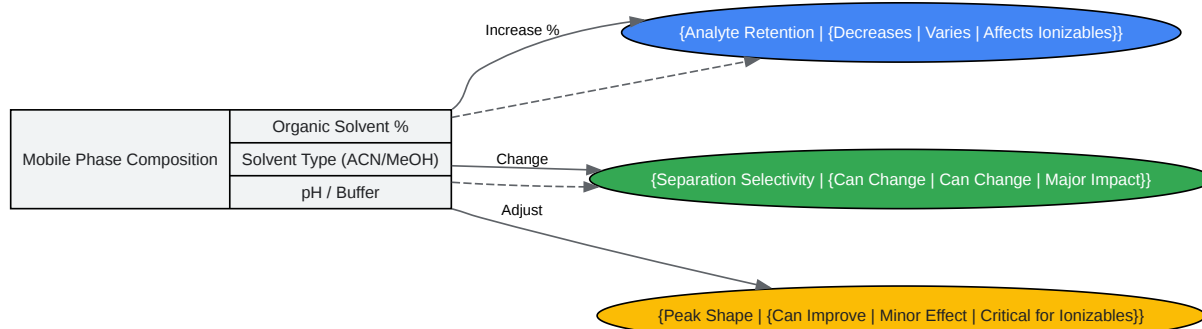 Increase %
{Analyte Retention | {Decreases | Varies | Affects Ionizables}}
Mobile Phase Composition
Organic Solvent %
Solvent Type (ACN/MeOH)
pH / Buffer
Change
{Separation Selectivity | {Can Change | Can Change | Major Impact}}
Adjust
{Peak Shape | {Can Improve | Minor Effect | Critical for Ionizables}}